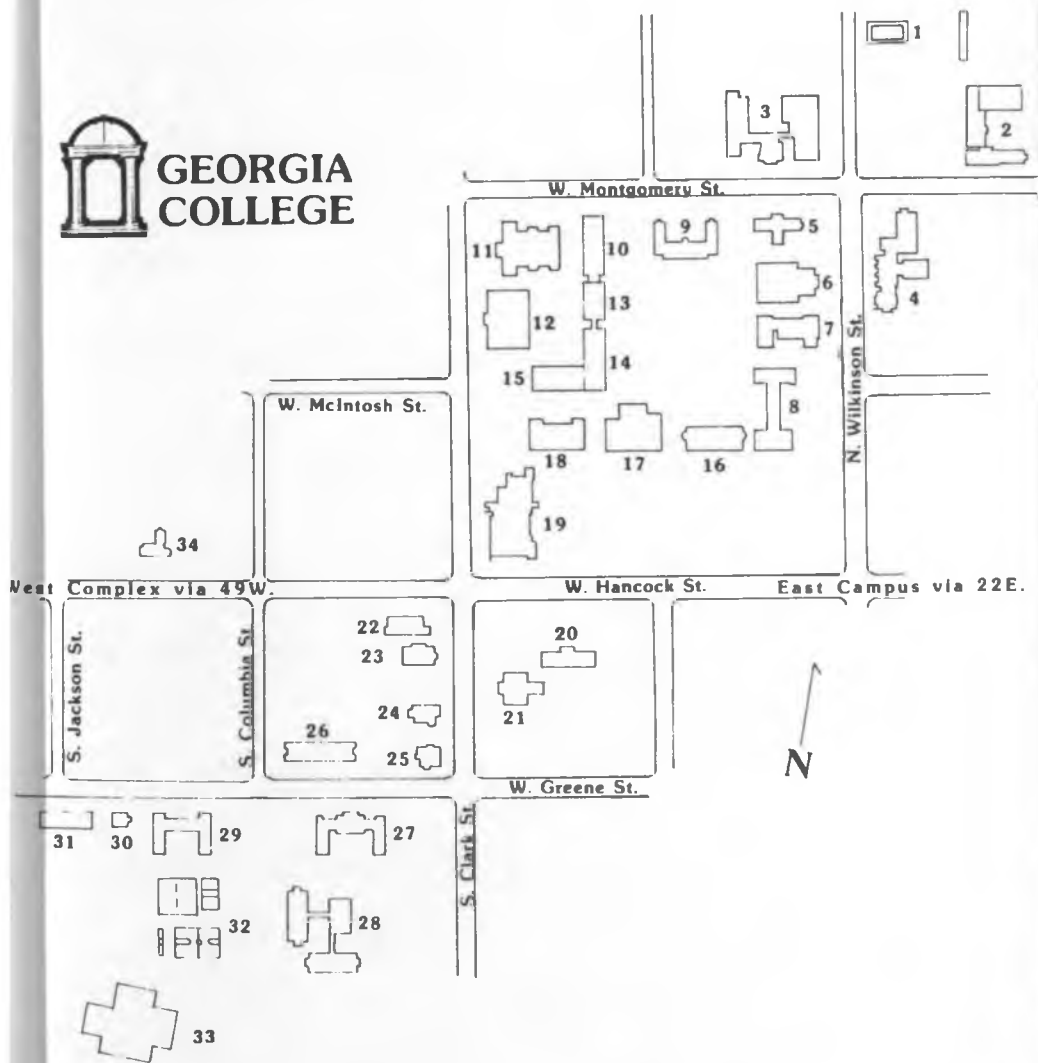 GEORGIA
COLLEGE
1
2
3
W. Montgomery St.
4
5
6
7
8
9
10
11
12
13
14
15
16
17
18
19
N. Wilkinson St.
W. McIntosh St.
34
West Complex via 49W.
W. Hancock St.
East Campus via 22E.
S. Jackson St.
S. Columbia St.
22
23
24
25
26
20
21
N
W. Greene St.
S. Clark St.
31
30
29
27
32
28
33